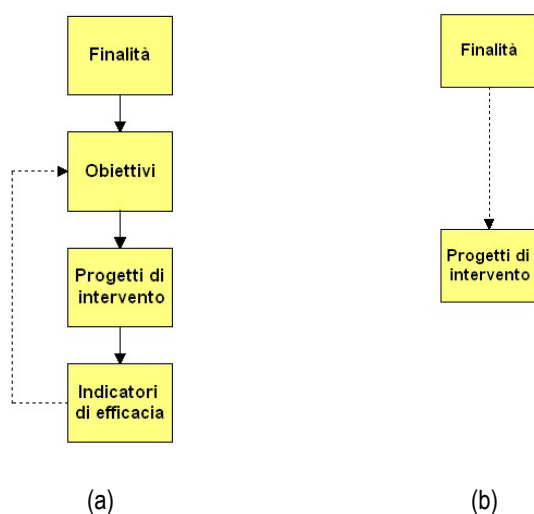 Finalità
Obiettivi
Progetti di
intervento
Indicatori
di efficacia
(a)
Finalità
Progetti di
intervento
(b)